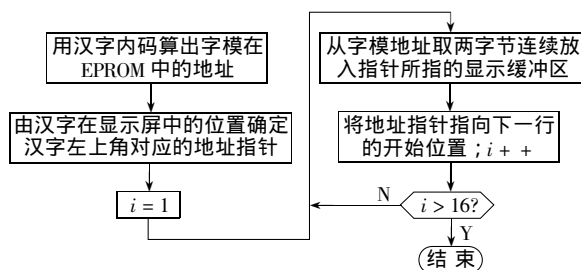 用汉字内码算出字模在
EPROM 中的地址
由汉字在显示屏中的位置确定
汉字左上角对应的地址指针
i = 1
从字模地址取两字节连续放
入指针所指的显示缓冲区
将地址指针指向下一行
的开始位置；i + +
i > 16?
N
Y
结 束